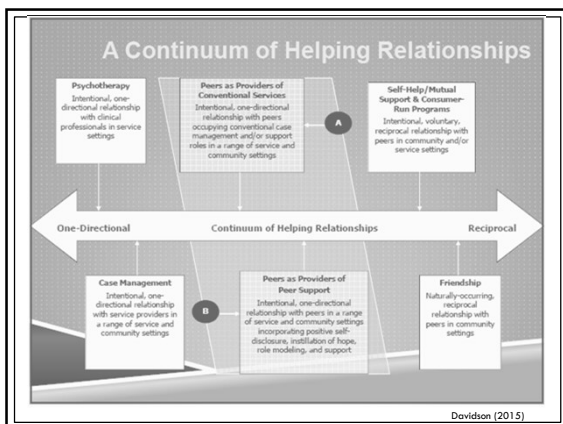 A Continuum of Helping Relationships
Psychotherapy
Intentional, one-
directional relationship
with clinical
professionals in service
settings
Peers as Providers of
Conventional Services
Intentional, one-directional
relationship with peers
occupying conventional case
management and/or support
roles in a range of service and
community settings
A
Self-Help/Mutual
Support & Consumer-
Run Programs
Intentional, voluntary,
reciprocal relationship with
peers in community and/or
service settings
One-Directional
Continuum of Helping Relationships
Reciprocal
Case Management
Intentional, one-
directional relationship
with service providers in
a range of service and
community settings
B
Peers as Providers of
Peer Support
Intentional, one-directional
relationship with peers in a range
of service and community settings
incorporating positive self-
disclosure, instillation of hope,
role modeling, and support
Friendship
Naturally-occurring,
reciprocal
relationship with
peers in community
settings
Davidson (2015)